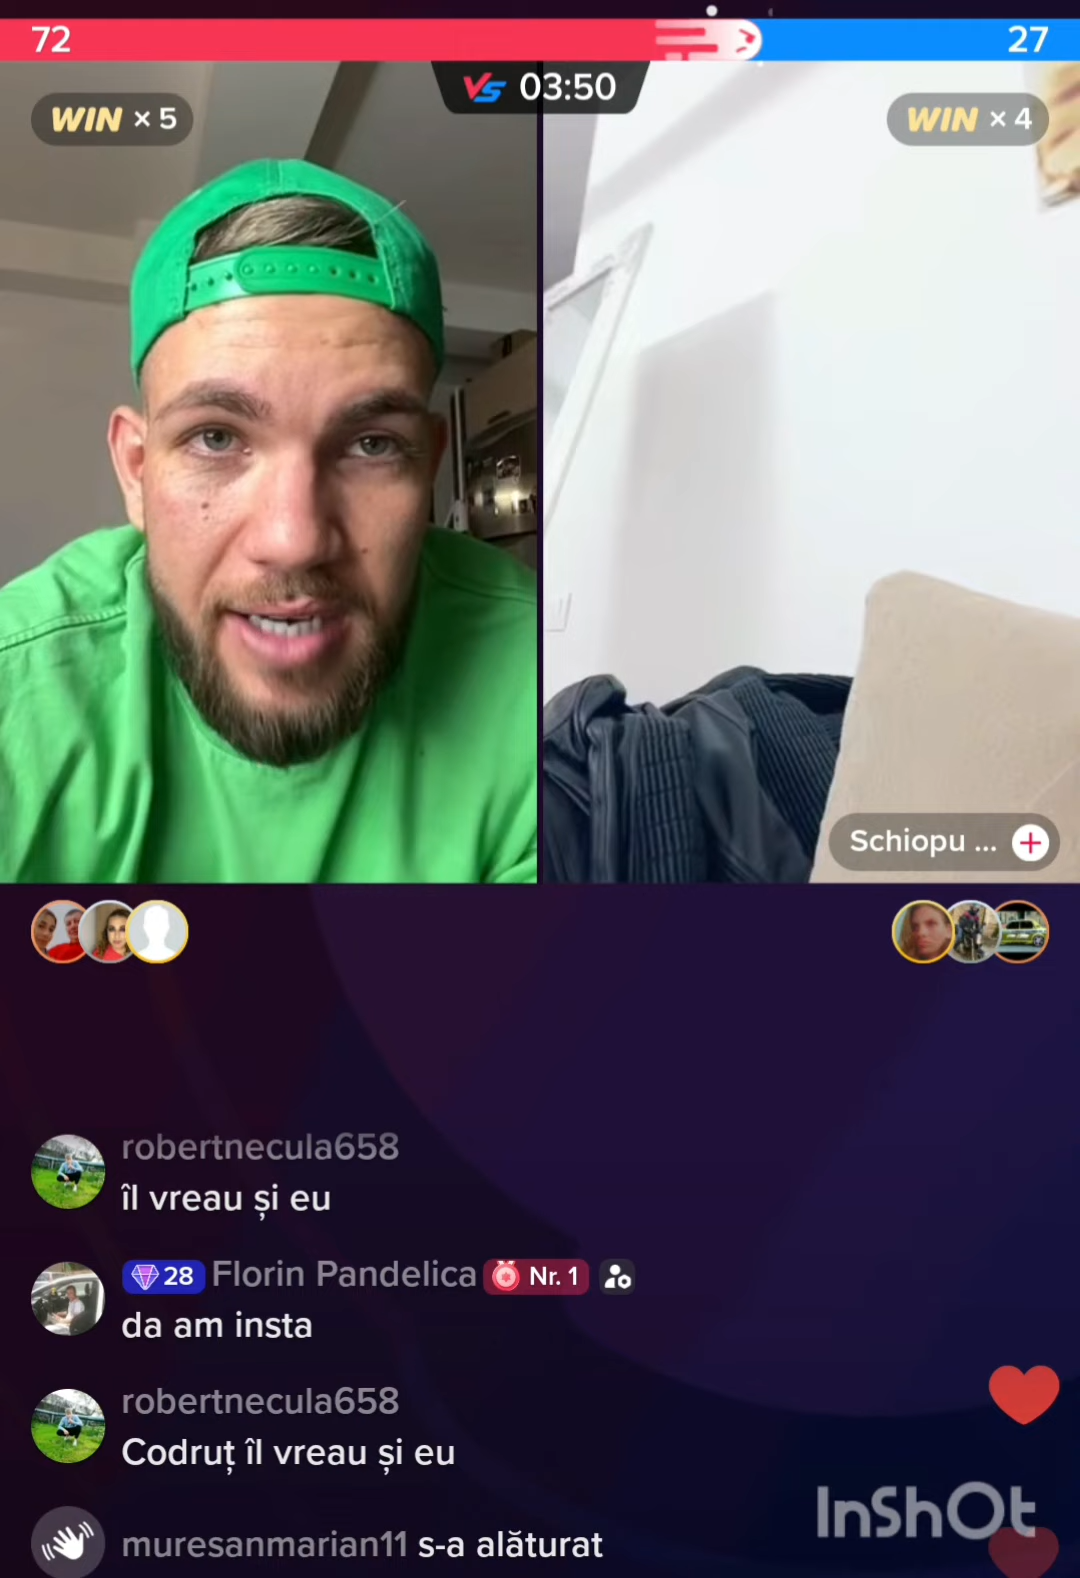 72
27
VS 03:50
WIN × 5
WIN × 4
Schiopu ...
robertnecula658
îl vreau și eu
28 Florin Pandelica Nr. 1
da am insta
robertnecula658
Codruț îl vreau și eu
muresanmarian11 s-a alăturat
InShOt